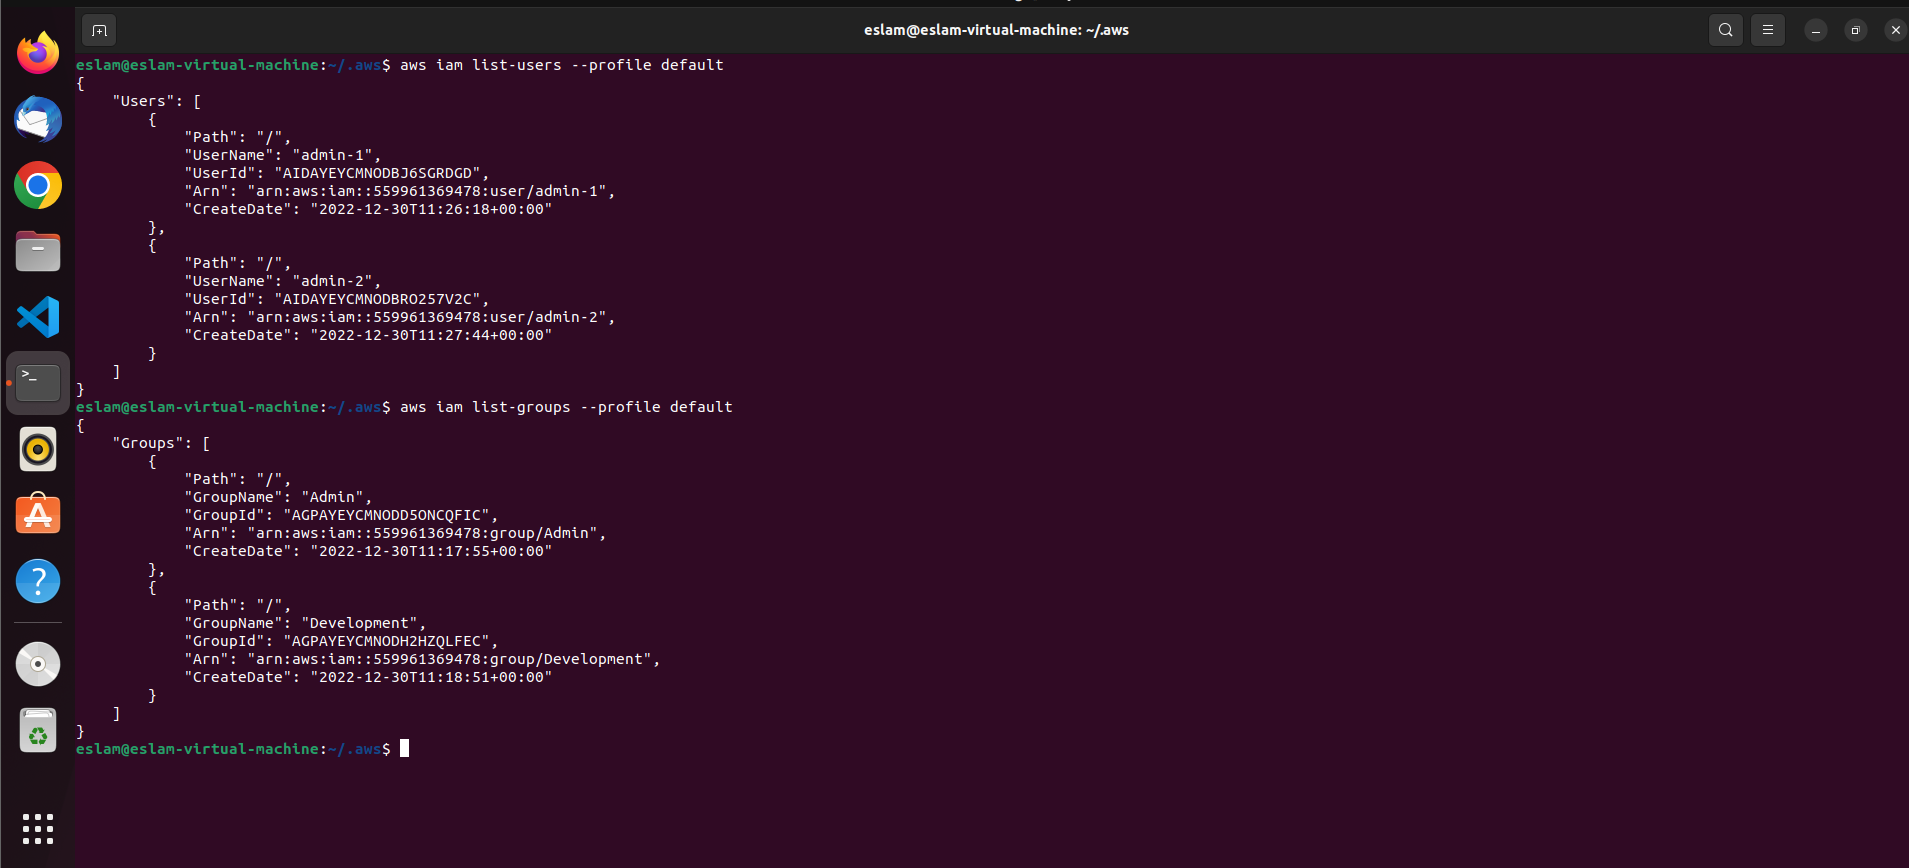 eslam@eslam-virtual-machine: ~/.aws
eslam@eslam-virtual-machine:~/.aws$ aws iam list-users --profile default
{
    "Users": [
        {
            "Path": "/",
            "UserName": "admin-1",
            "UserId": "AIDAYEYCMNODBJ6SGRDGD",
            "Arn": "arn:aws:iam::559961369478:user/admin-1",
            "CreateDate": "2022-12-30T11:26:18+00:00"
        },
        {
            "Path": "/",
            "UserName": "admin-2",
            "UserId": "AIDAYEYCMNODBRO257V2C",
            "Arn": "arn:aws:iam::559961369478:user/admin-2",
            "CreateDate": "2022-12-30T11:27:44+00:00"
        }
    ]
}
eslam@eslam-virtual-machine:~/.aws$ aws iam list-groups --profile default
{
    "Groups": [
        {
            "Path": "/",
            "GroupName": "Admin",
            "GroupId": "AGPAYEYCMNODD5ONCQFIC",
            "Arn": "arn:aws:iam::559961369478:group/Admin",
            "CreateDate": "2022-12-30T11:17:55+00:00"
        },
        {
            "Path": "/",
            "GroupName": "Development",
            "GroupId": "AGPAYEYCMNODH2HZQLFEC",
            "Arn": "arn:aws:iam::559961369478:group/Development",
            "CreateDate": "2022-12-30T11:18:51+00:00"
        }
    ]
}
eslam@eslam-virtual-machine:~/.aws$